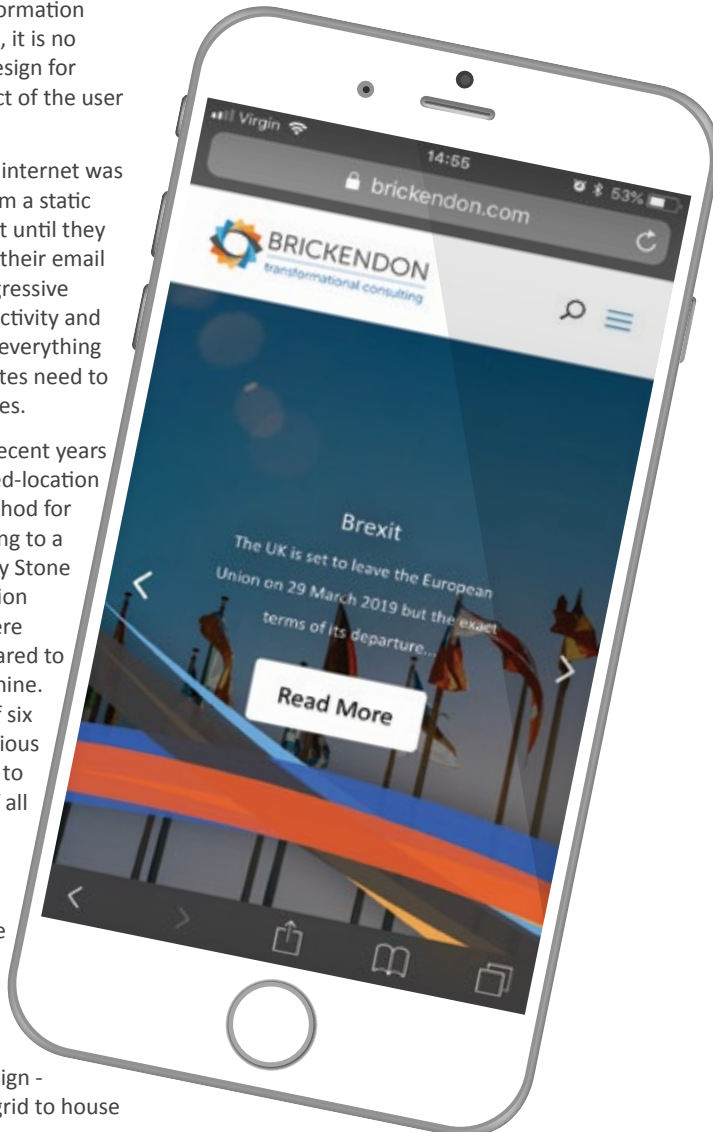 ormation
, it is no
esign for
ct of the user
internet was
m a static
t until they
their email
gressive
ctivity and
everything
tes need to
es.
ecent years
ed-location
hod for
ng to a
y Stone
ion
ere
ared to
hine.
f six
ious
to
all
e
ign -
grid to house
Virgin
14:55
53%
brickendon.com
BRICKENDON
transformational consulting
Brexit
The UK is set to leave the European
Union on 29 March 2019 but the exact
terms of its departure...
Read More